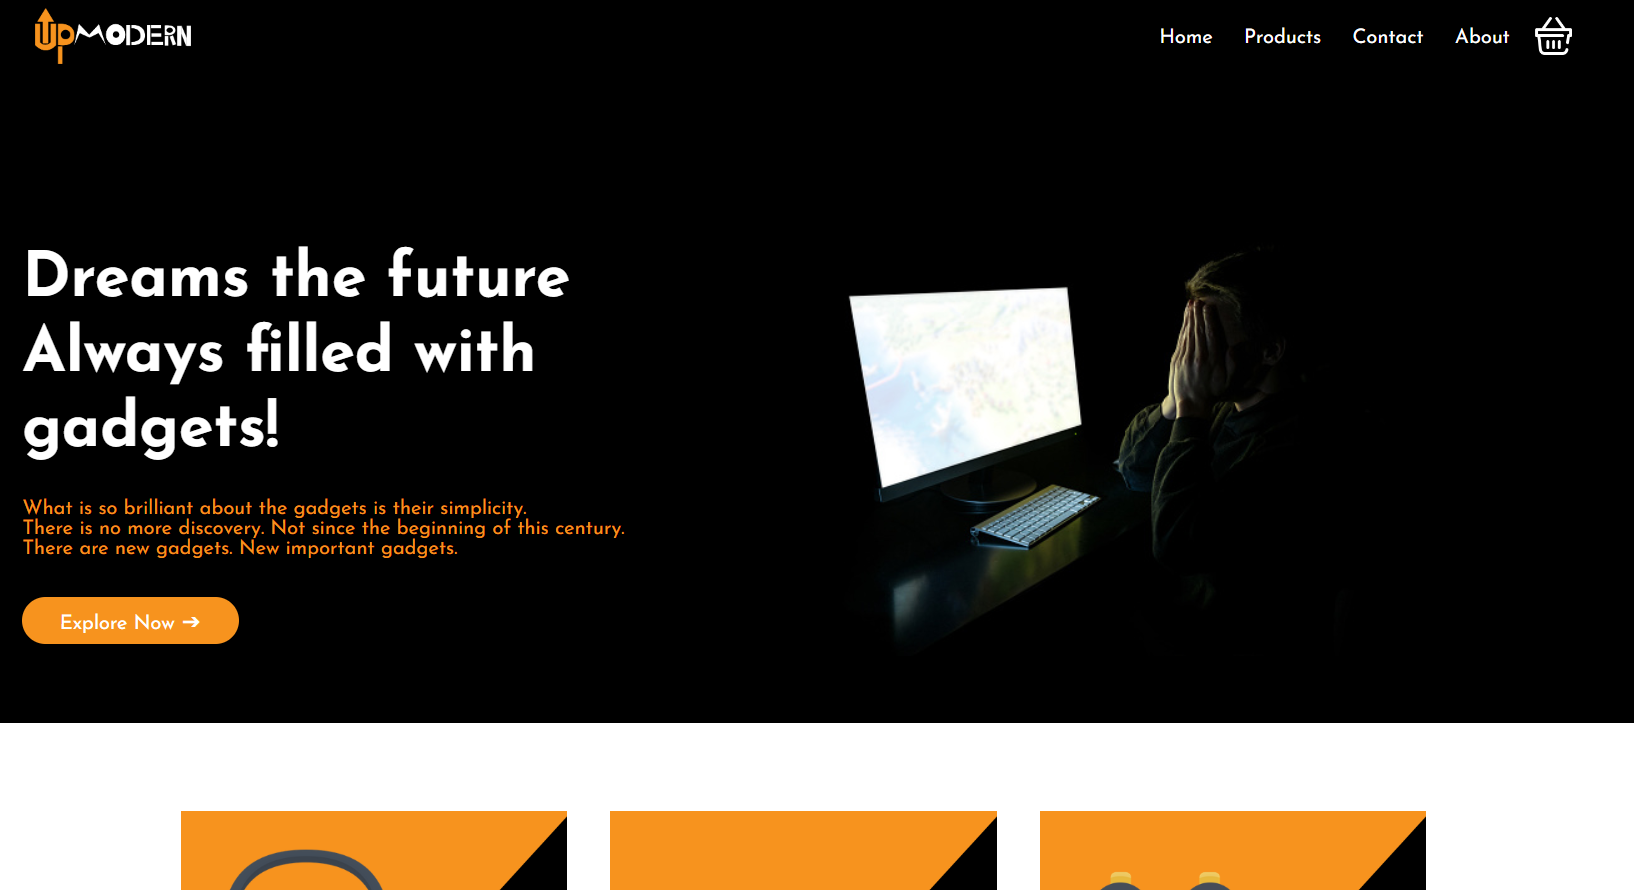 UPMODERN
Home Products Contact About
Dreams the future
Always filled with
gadgets!
What is so brilliant about the gadgets is their simplicity.
There is no more discovery. Not since the beginning of this century.
There are new gadgets. New important gadgets.
Explore Now ➔